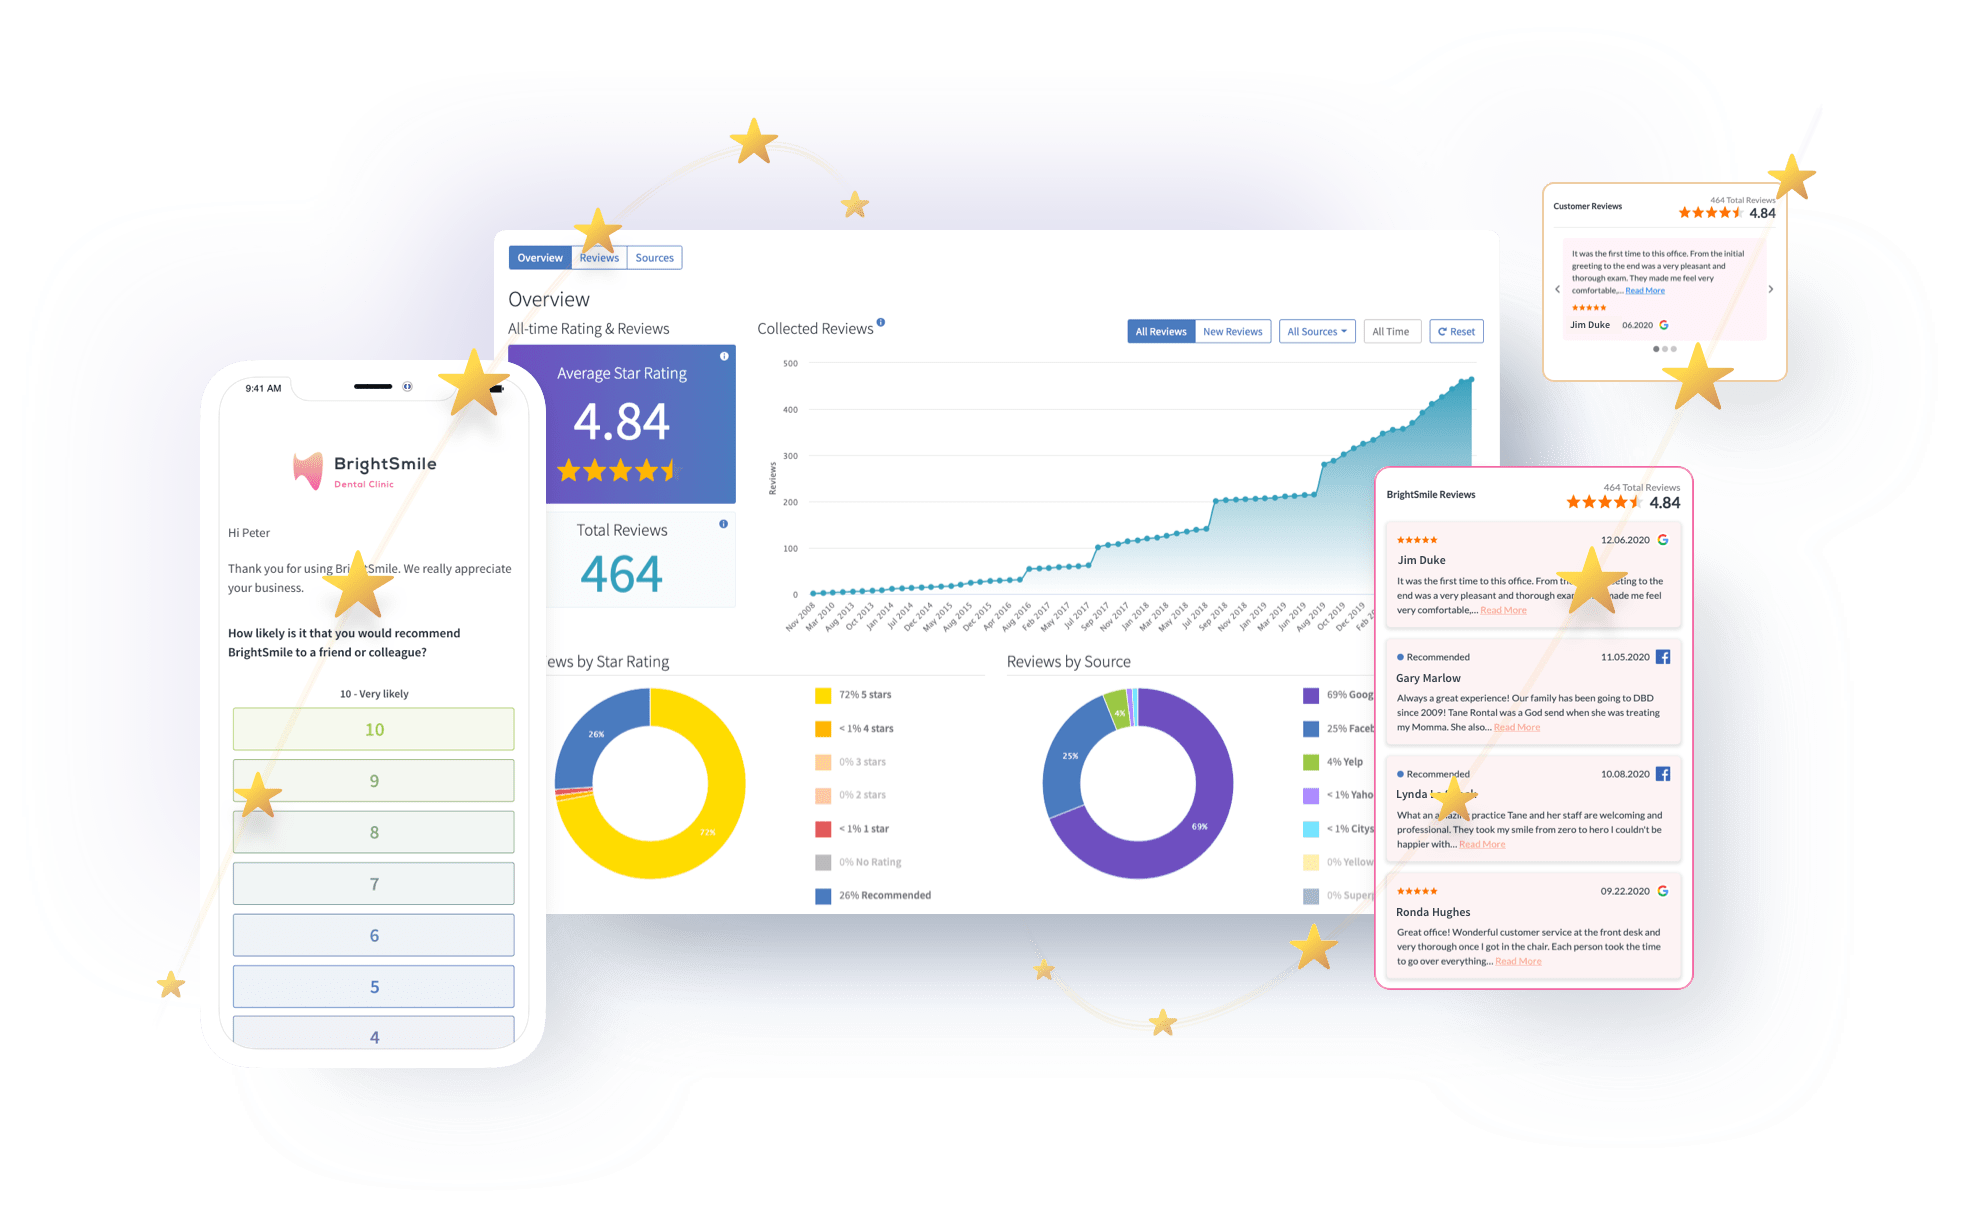 Overview
Reviews
Sources
Overview
All-time Rating & Reviews
Average Star Rating
4.84
Total Reviews
464
Collected Reviews
All Reviews
New Reviews
All Sources
All Time
Reset
Reviews
500
400
300
200
100
0
Nov 2008
Mar 2010
Aug 2013
Oct 2013
Jan 2014
Jul 2014
Dec 2014
May 2015
Aug 2015
Dec 2015
Apr 2016
Aug 2016
Feb 2017
May 2017
Jul 2017
Sep 2017
Nov 2017
Jan 2018
Mar 2018
May 2018
Jul 2018
Sep 2018
Nov 2018
Jan 2019
Mar 2019
Jun 2019
Aug 2019
Oct 2019
Dec 2019
Feb
ews by Star Rating
26%
72%
72% 5 stars
< 1% 4 stars
0% 3 stars
0% 2 stars
< 1% 1 star
0% No Rating
26% Recommended
Reviews by Source
4%
25%
69%
69% Goog
25% Faceb
4% Yelp
< 1% Yaho
< 1% Citys
0% Yellow
0% Super
9:41 AM
BrightSmile
Dental Clinic
Hi Peter
Thank you for using BrightSmile. We really appreciate
your business.
How likely is it that you would recommend
BrightSmile to a friend or colleague?
10 - Very likely
10
9
8
7
6
5
4
Customer Reviews
464 Total Reviews
4.84
It was the first time to this office. From the initial
greeting to the end was a very pleasant and
thorough exam. They made me feel very
comfortable,... Read More
Jim Duke 06.2020
BrightSmile Reviews
464 Total Reviews
4.84
12.06.2020
Jim Duke
It was the first time to this office. From the eeting to the
end was a very pleasant and thorough exa made me feel
very comfortable,... Read More
Recommended 11.05.2020
Gary Marlow
Always a great experience! Our family has been going to DBD
since 2009! Tane Rontal was a God send when she was treating
my Momma. She also... Read More
Recommended 10.08.2020
Lynda
What an amazing practice Tane and her staff are welcoming and
professional. They took my smile from zero to hero I couldn't be
happier with... Read More
09.22.2020
Ronda Hughes
Great office! Wonderful customer service at the front desk and
very thorough once I got in the chair. Each person took the time
to go over everything... Read More